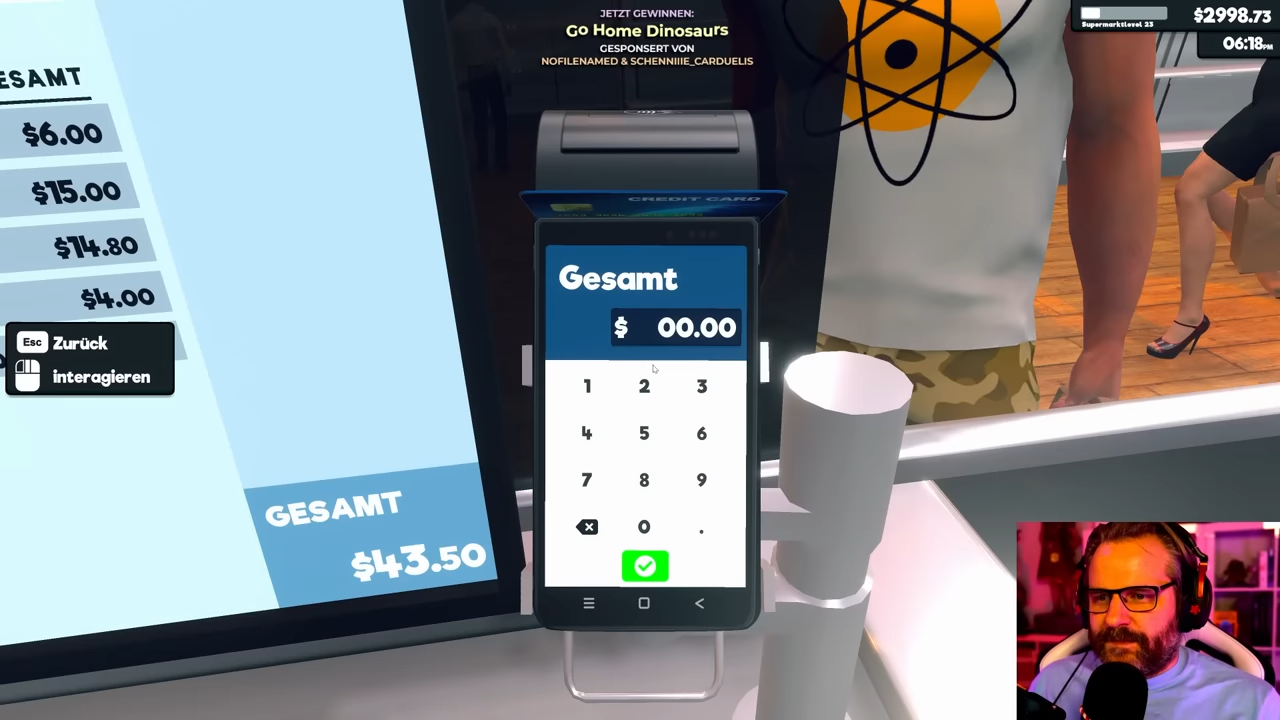 JETZT GEWINNEN:
Go Home Dinosaurs
GESPONSERT VON
NOFILENAMED & SCHENNIIIE_CARDUELIS
$2998.73
Supermarktlevel 23
06:18PM
ESAMT
$6.00
$15.00
$14.80
$4.00
Esc Zurück
interagieren
GESAMT
$43.50
CREDIT CARD
Gesamt
$ 00.00
1 2 3
4 5 6
7 8 9
0 .